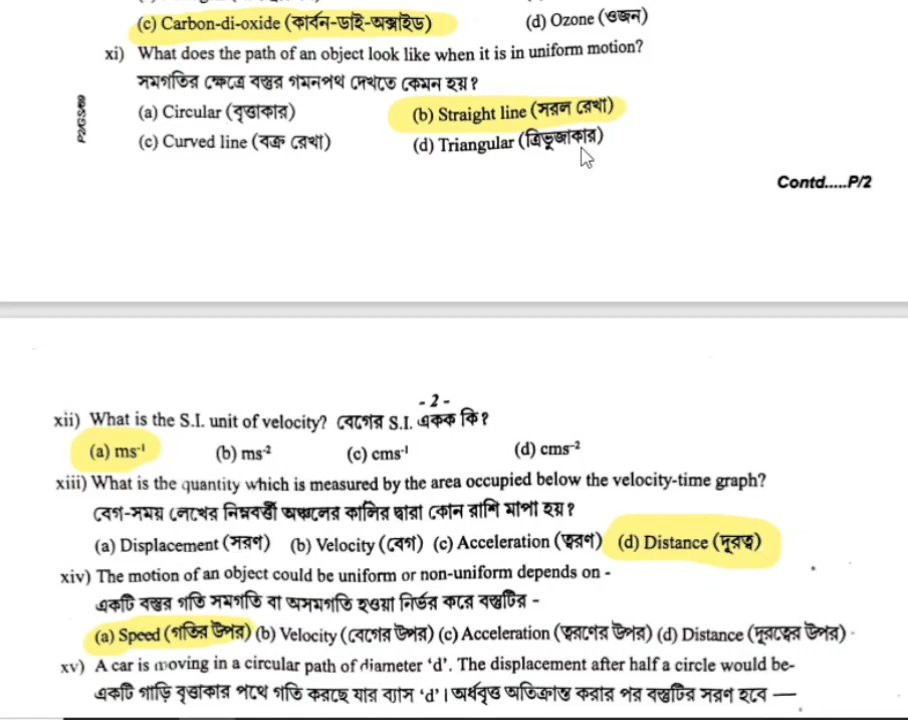 (c) Carbon-di-oxide (কার্বন-ডাই-অক্সাইড) (d) Ozone (ওজন)
xi) What does the path of an object look like when it is in uniform motion?
সমগতির ক্ষেত্রে বস্তুর গমনপথ দেখতে কেমন হয়?
(a) Circular (বৃত্তাকার) (b) Straight line (সরল রেখা)
(c) Curved line (বক্র রেখা) (d) Triangular (ত্রিভুজাকার)
P2/GS/69
Contd.....P/2
- 2 -
xii) What is the S.I. unit of velocity? বেগের S.I. একক কি?
(a) ms⁻¹ (b) ms⁻² (c) cms⁻¹ (d) cms⁻²
xiii) What is the quantity which is measured by the area occupied below the velocity-time graph?
বেগ-সময় লেখের নিম্নবর্তী অঞ্চলের কালির দ্বারা কোন রাশি মাপা হয়?
(a) Displacement (সরণ) (b) Velocity (বেগ) (c) Acceleration (ত্বরণ) (d) Distance (দূরত্ব)
xiv) The motion of an object could be uniform or non-uniform depends on -
একটি বস্তুর গতি সমগতি বা অসমগতি হওয়া নির্ভর করে বস্তুটির -
(a) Speed (গতির উপর) (b) Velocity (বেগের উপর) (c) Acceleration (ত্বরণের উপর) (d) Distance (দূরত্বের উপর)
xv) A car is moving in a circular path of diameter 'd'. The displacement after half a circle would be-
একটি গাড়ি বৃত্তাকার পথে গতি করছে যার ব্যাস 'd'। অর্ধবৃত্ত অতিক্রান্ত করার পর বস্তুটির সরণ হবে —